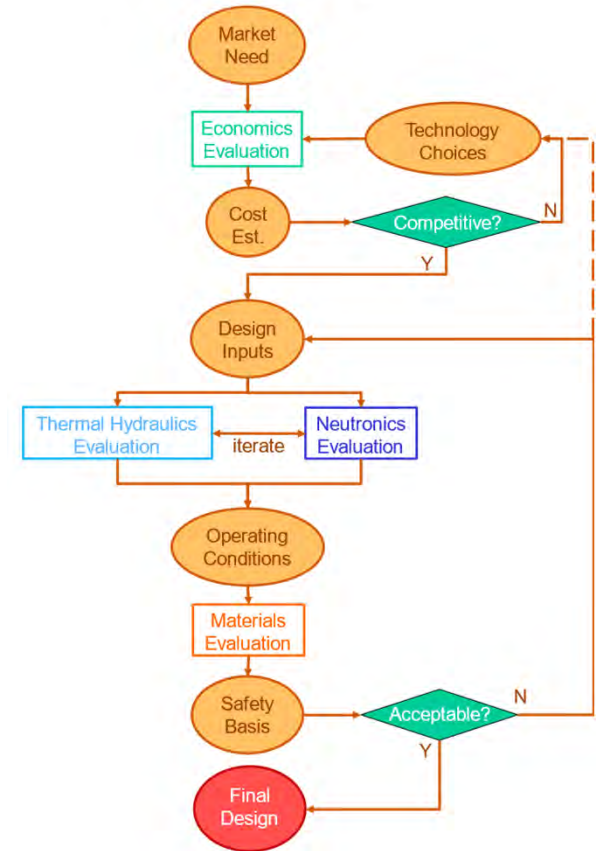 Market
Need
Economics
Evaluation
Technology
Choices
Cost
Est.
Competitive?
N
Y
Design
Inputs
Thermal Hydraulics
Evaluation
iterate
Neutronics
Evaluation
Operating
Conditions
Materials
Evaluation
Safety
Basis
Acceptable?
N
Y
Final
Design